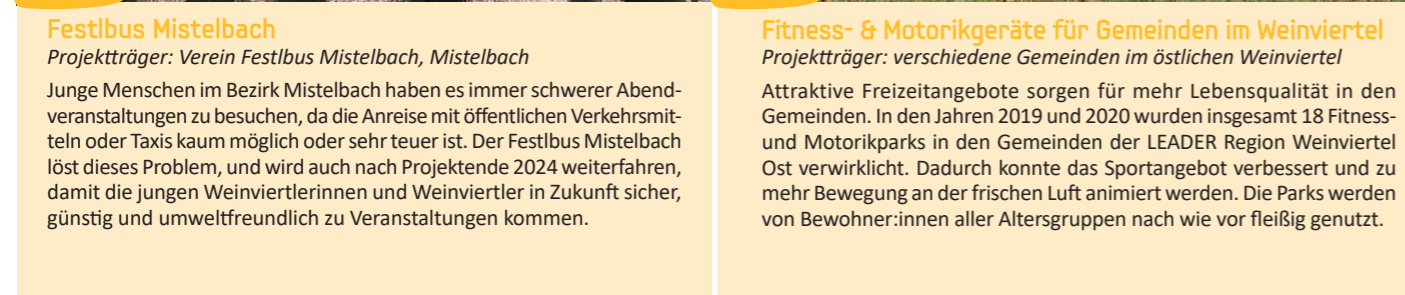 Festlbus Mistelbach
Projektträger: Verein Festlbus Mistelbach, Mistelbach
Junge Menschen im Bezirk Mistelbach haben es immer schwerer Abend-
veranstaltungen zu besuchen, da die Anreise mit öffentlichen Verkehrsmit-
teln oder Taxis kaum möglich oder sehr teuer ist. Der Festlbus Mistelbach
löst dieses Problem, und wird auch nach Projektende 2024 weiterfahren,
damit die jungen Weinviertlerinnen und Weinviertler in Zukunft sicher,
günstig und umweltfreundlich zu Veranstaltungen kommen.
Fitness- & Motorikgeräte für Gemeinden im Weinviertel
Projektträger: verschiedene Gemeinden im östlichen Weinviertel
Attraktive Freizeitangebote sorgen für mehr Lebensqualität in den
Gemeinden. In den Jahren 2019 und 2020 wurden insgesamt 18 Fitness-
und Motorikparks in den Gemeinden der LEADER Region Weinviertel
Ost verwirklicht. Dadurch konnte das Sportangebot verbessert und zu
mehr Bewegung an der frischen Luft animiert werden. Die Parks werden
von Bewohner:innen aller Altersgruppen nach wie vor fleißig genutzt.